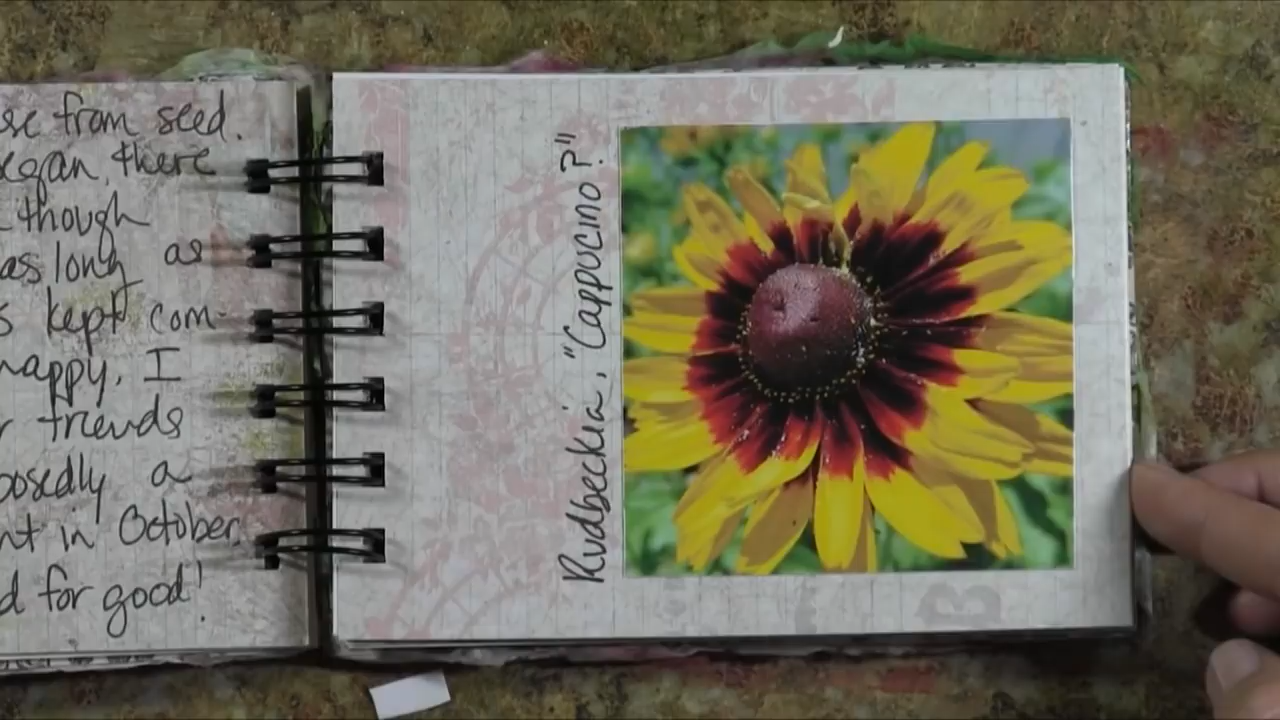 se from seed.
egan, there
though
as long as
s kept com-
happy. I
r friends
posedly a
nt in October,
d for good!
Rudbeckia, "Cappucino?"
B